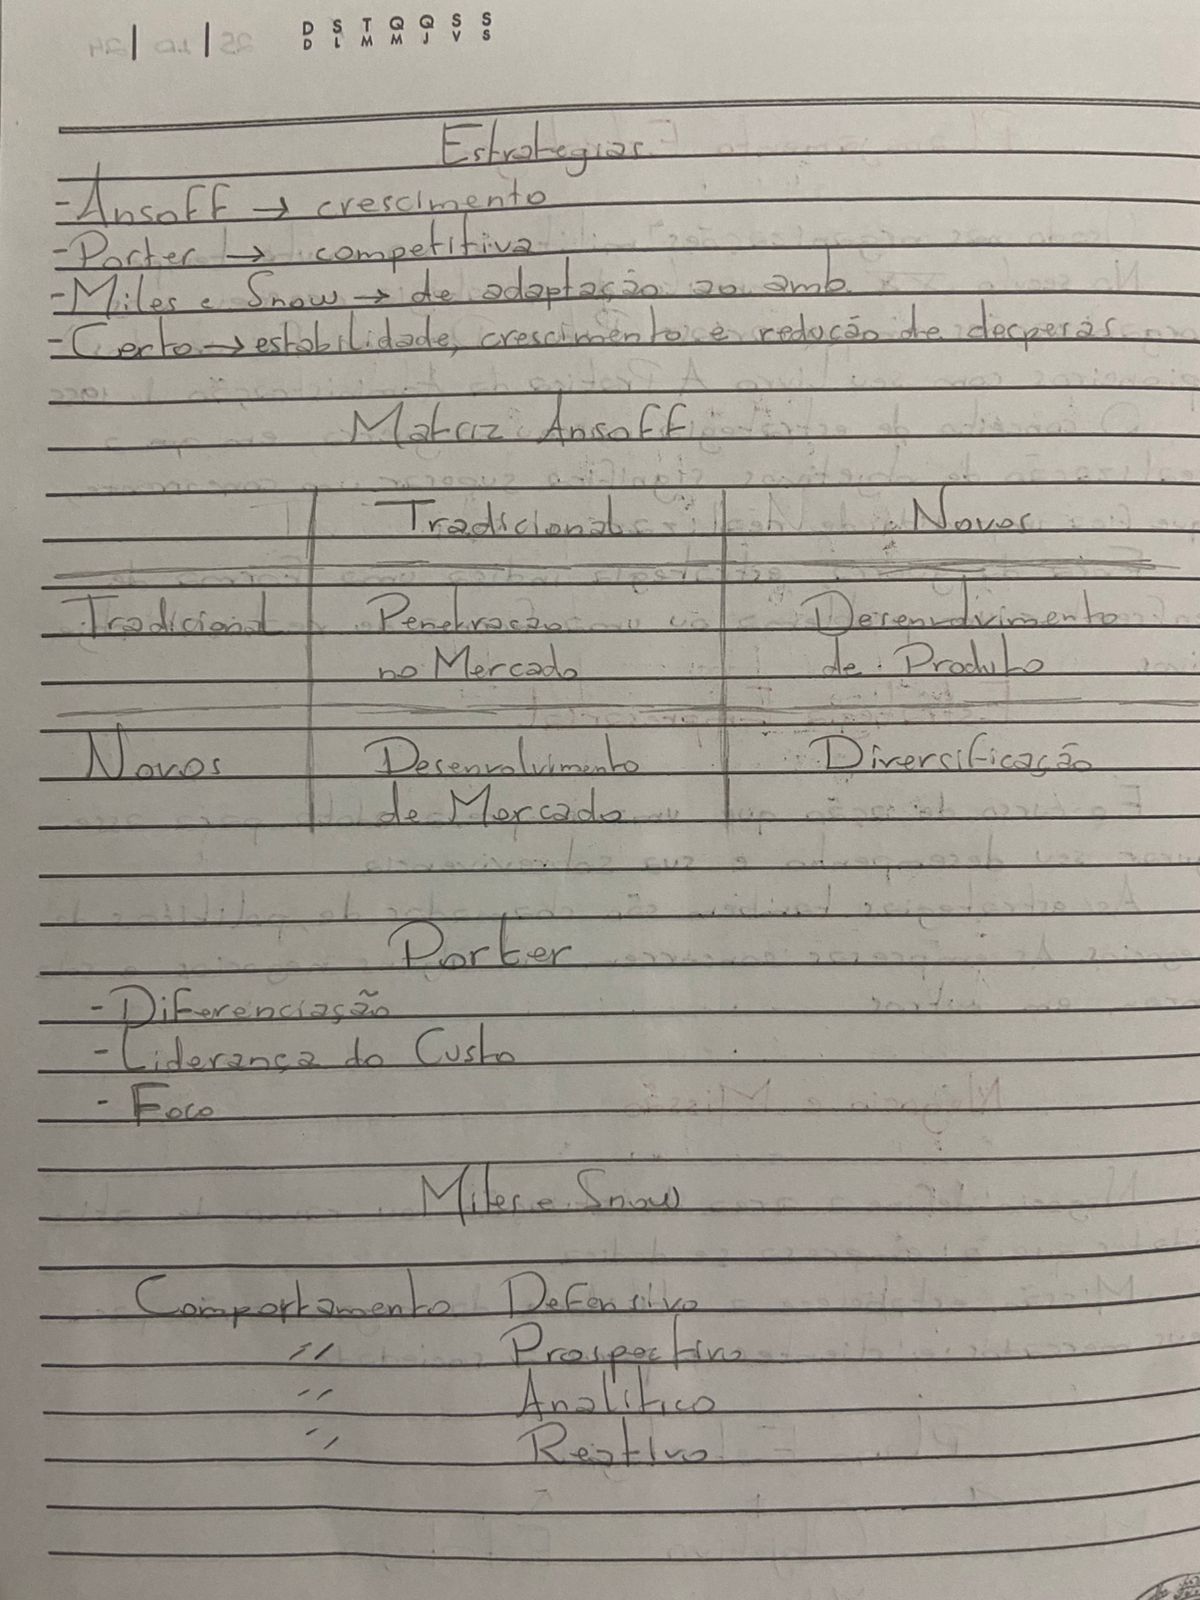 D S T Q Q S S
D L M M J V S
Estrategias
- Ansoff → crescimento
- Porter → competitiva
- Miles e Snow → de adaptação ao amb.
- Certo → estabilidade, crescimento e redução de decperas
Matriz Ansoff
Tradicional Novos
Tradicional Penetração Desenvolvimento
no Mercado de Produto
Novos Desenvolvimento Diversificação
de Mercado
Porter
- Diferenciação
- Liderança do Custo
- Foco
Miles e Snow
Comportamento Defensivo
" Prospectivo
" Analítico
" Reativo